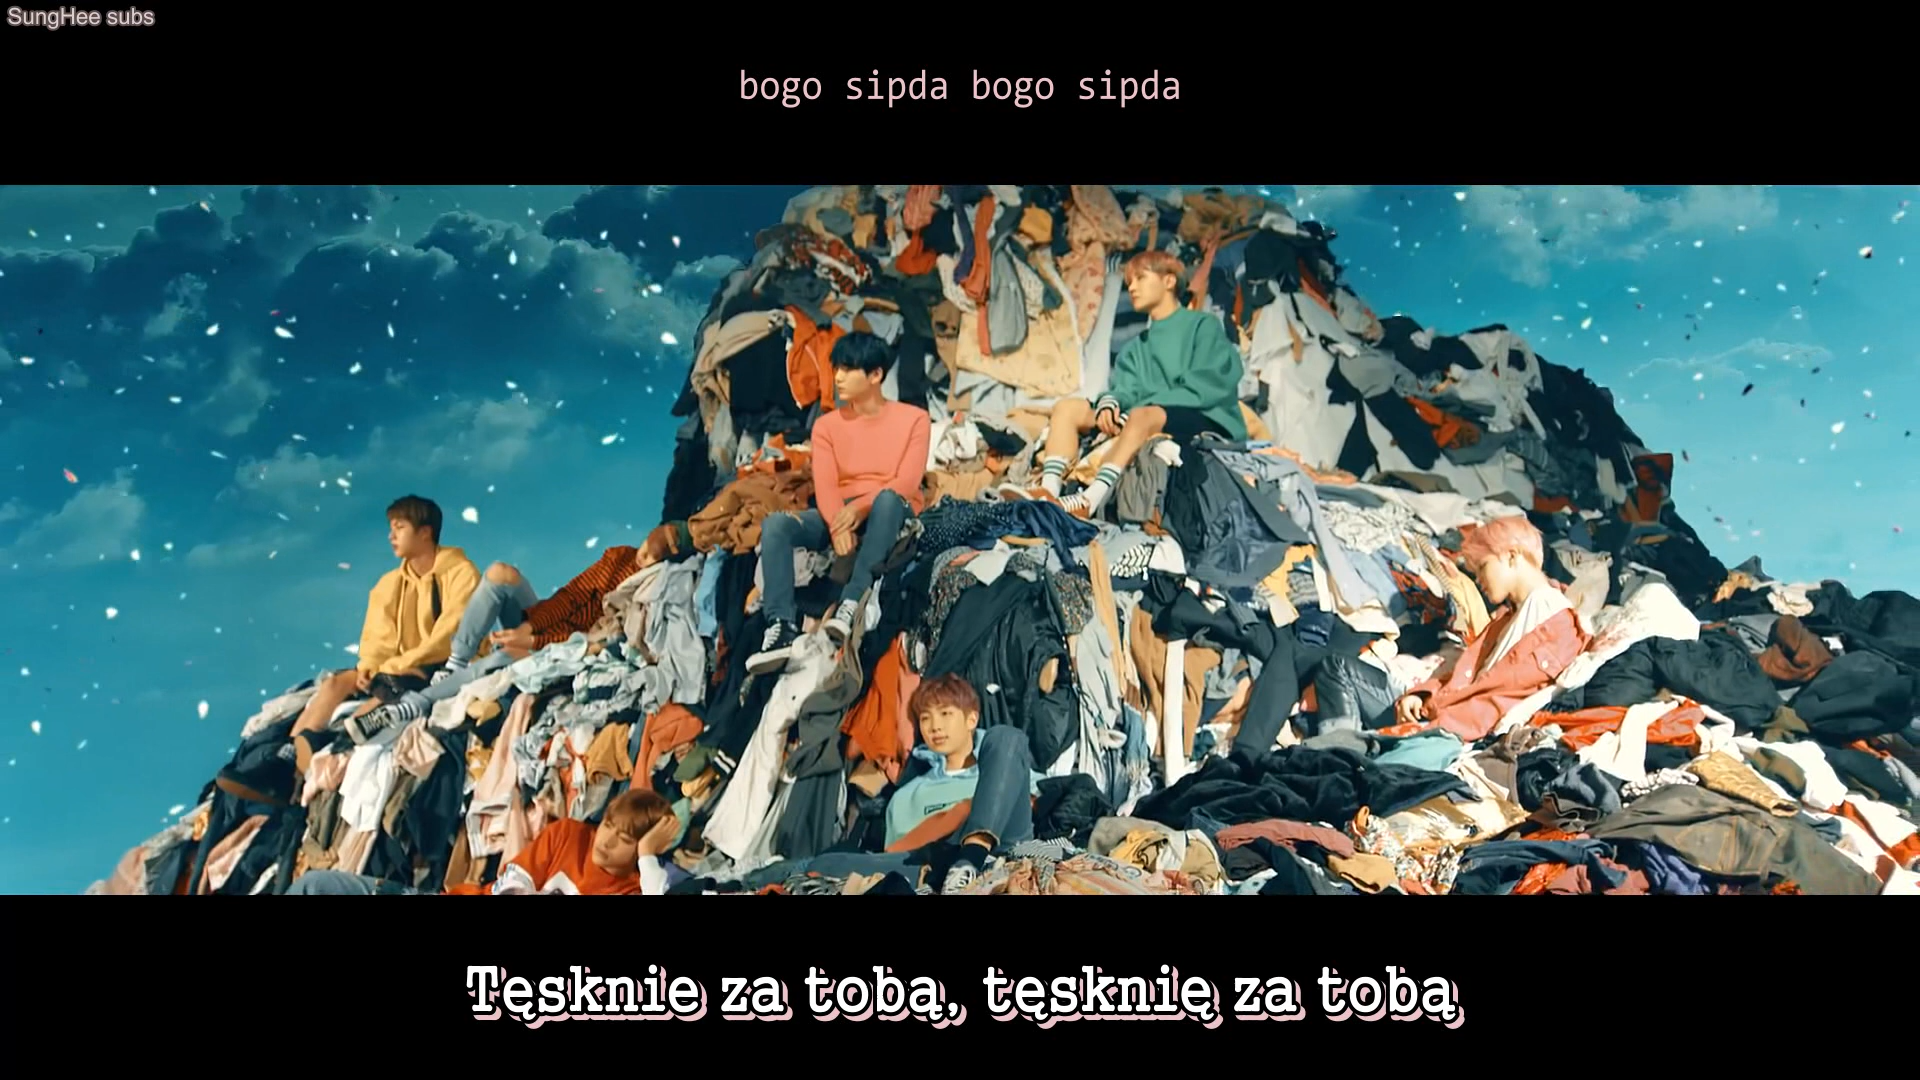 SungHee subs
bogo sipda bogo sipda
Tęsknie za tobą, tęsknię za tobą